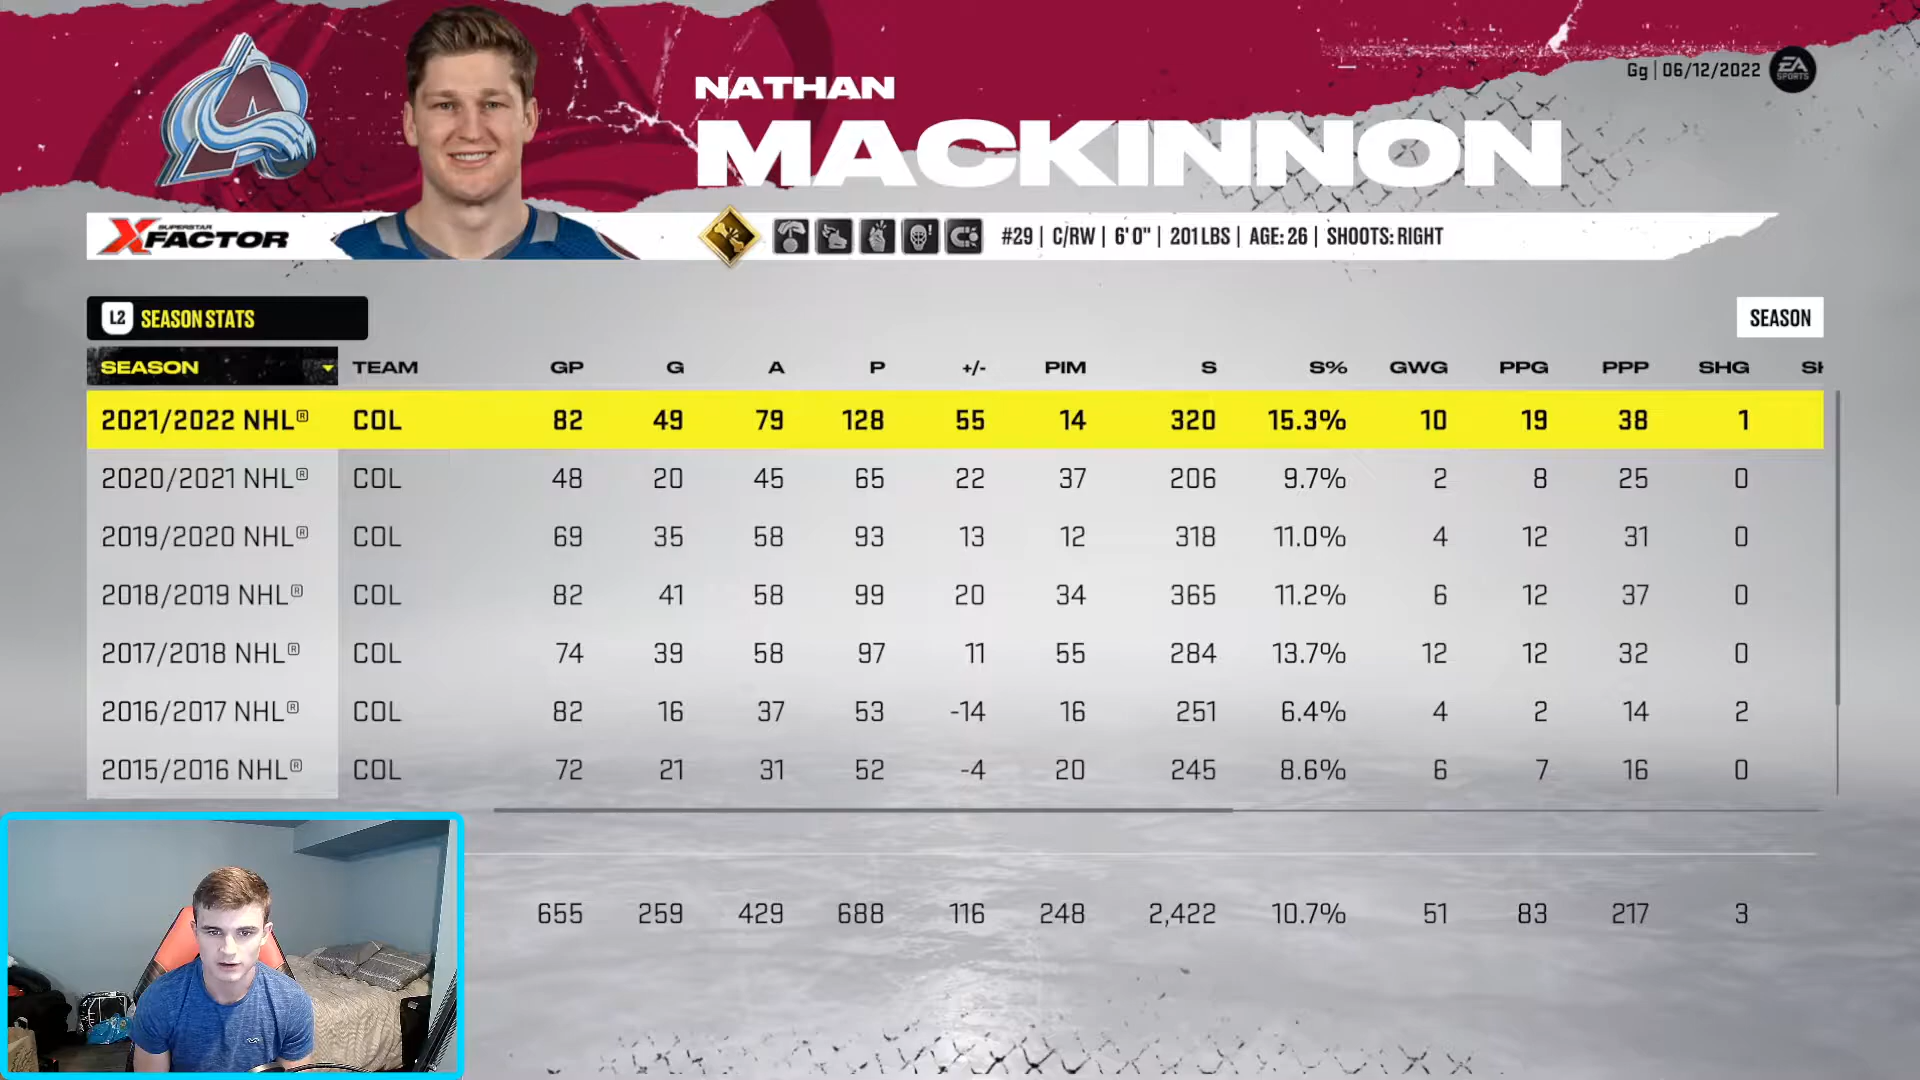 Gg | 06/12/2022
EA SPORTS
NATHAN
MACKINNON
SUPERSTAR
XFACTOR
#29 | C/RW | 6' 0" | 201 LBS | AGE: 26 | SHOOTS: RIGHT
L2 SEASON STATS
SEASON
SEASON TEAM GP G A P +/- PIM S S% GWG PPG PPP SHG SH
2021/2022 NHL® COL 82 49 79 128 55 14 320 15.3% 10 19 38 1
2020/2021 NHL® COL 48 20 45 65 22 37 206 9.7% 2 8 25 0
2019/2020 NHL® COL 69 35 58 93 13 12 318 11.0% 4 12 31 0
2018/2019 NHL® COL 82 41 58 99 20 34 365 11.2% 6 12 37 0
2017/2018 NHL® COL 74 39 58 97 11 55 284 13.7% 12 12 32 0
2016/2017 NHL® COL 82 16 37 53 -14 16 251 6.4% 4 2 14 2
2015/2016 NHL® COL 72 21 31 52 -4 20 245 8.6% 6 7 16 0
655 259 429 688 116 248 2,422 10.7% 51 83 217 3